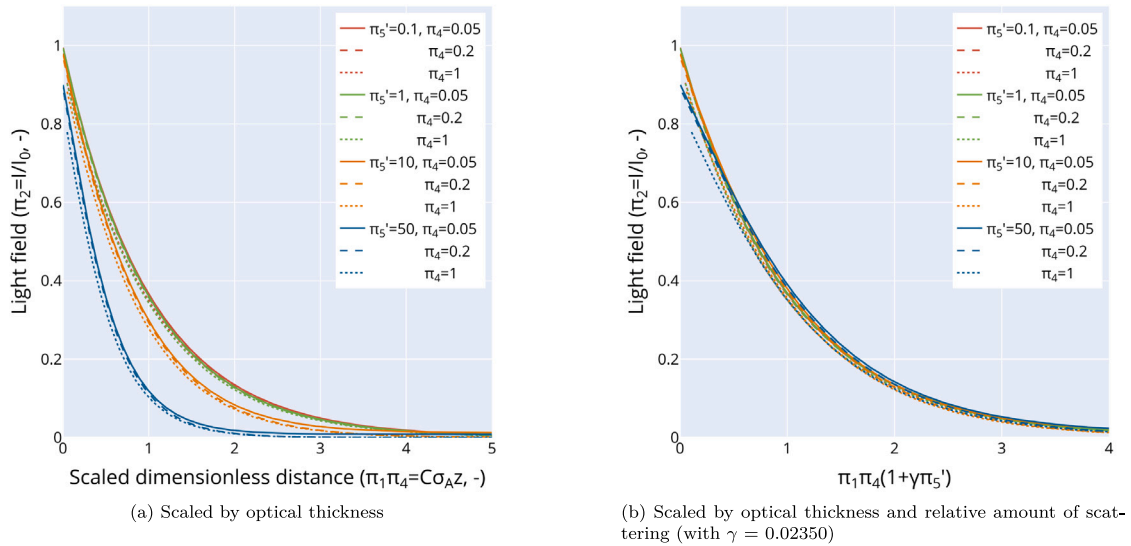 π₅'=0.1, π₄=0.05
π₄=0.2
π₄=1
π₅'=1, π₄=0.05
π₄=0.2
π₄=1
π₅'=10, π₄=0.05
π₄=0.2
π₄=1
π₅'=50, π₄=0.05
π₄=0.2
π₄=1
1
0.8
0.6
0.4
0.2
0
Light field (π₂=I/I₀, -)
0 1 2 3 4 5
Scaled dimensionless distance (π₁π₄=Cσ_Az, -)
(a) Scaled by optical thickness
π₅'=0.1, π₄=0.05
π₄=0.2
π₄=1
π₅'=1, π₄=0.05
π₄=0.2
π₄=1
π₅'=10, π₄=0.05
π₄=0.2
π₄=1
π₅'=50, π₄=0.05
π₄=0.2
π₄=1
1
0.8
0.6
0.4
0.2
0
Light field (π₂=I/I₀, -)
0 1 2 3 4
π₁π₄(1+γπ₅')
(b) Scaled by optical thickness and relative amount of scat-
tering (with γ = 0.02350)